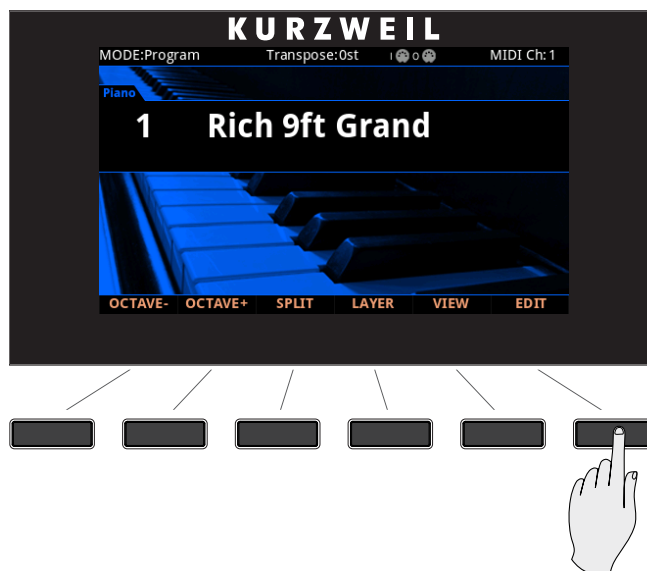 KURZWEIL
MODE:Program Transpose:0st I O MIDI Ch:1
Piano
1 Rich 9ft Grand
OCTAVE- OCTAVE+ SPLIT LAYER VIEW EDIT